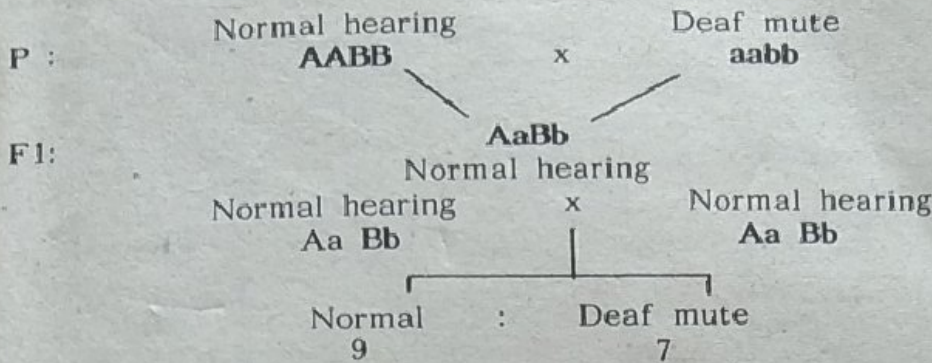 Normal hearing Deaf mute
P : AABB x aabb
AaBb
F1:
Normal hearing
Normal hearing x Normal hearing
Aa Bb Aa Bb
Normal : Deaf mute
9 7